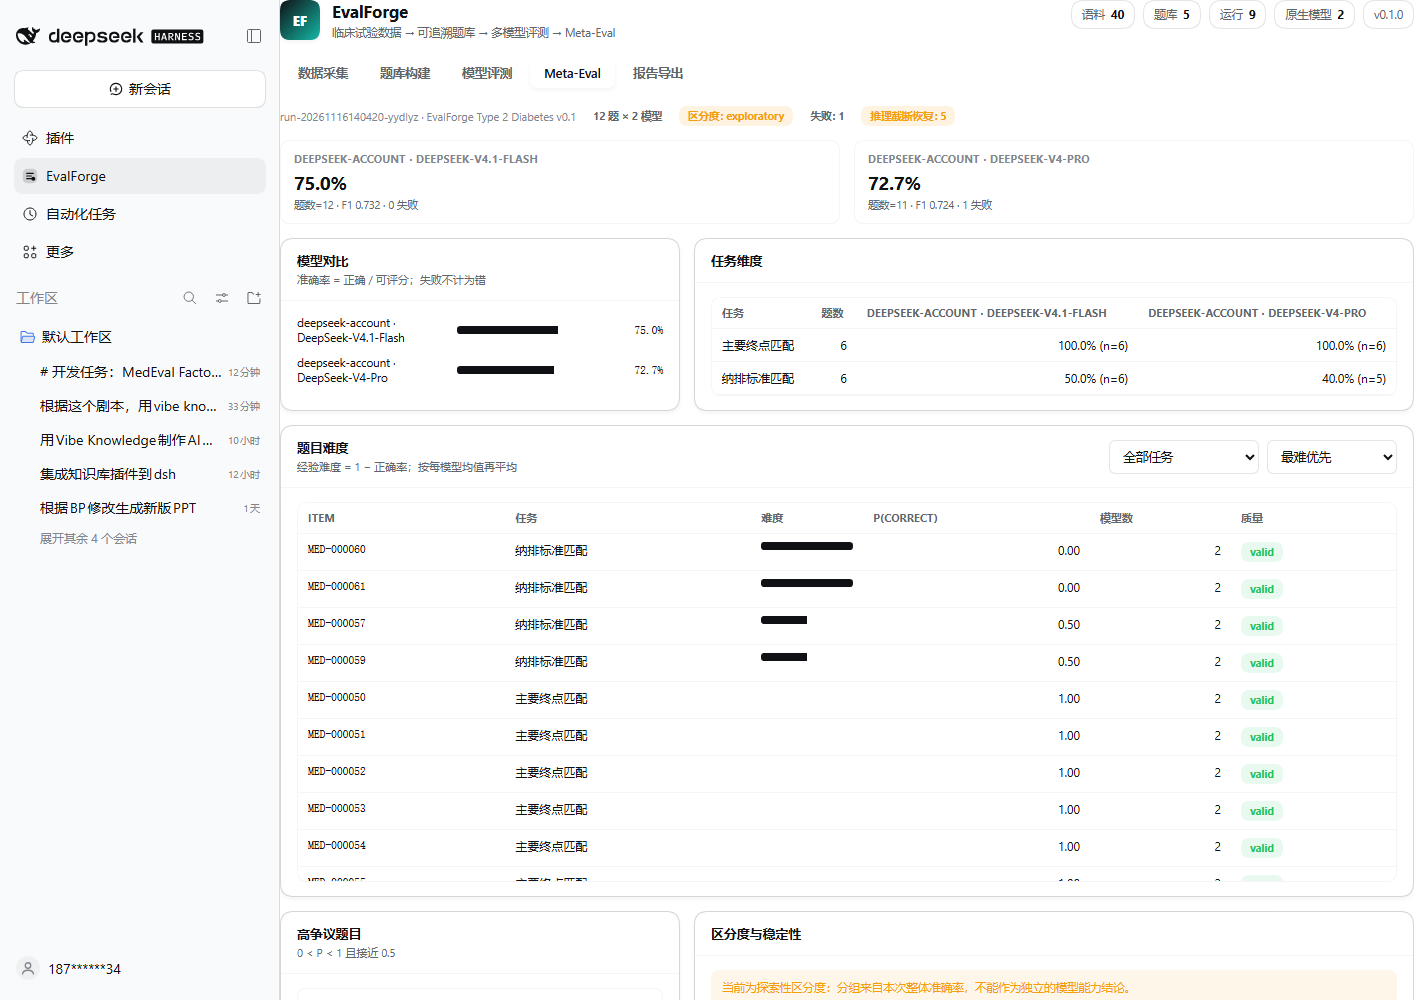 deepseek HARNESS
新会话
插件
EvalForge
自动化任务
更多
工作区
默认工作区
# 开发任务：MedEval Facto... 12分钟
根据这个剧本，用vibe kno... 33分钟
用Vibe Knowledge制作AI... 10小时
集成知识库插件到dsh 12小时
根据BP修改生成新版PPT 1天
展开其余 4 个会话
187******34
EF
EvalForge
临床试验数据 → 可追溯题库 → 多模型评测 → Meta-Eval
语料 40
题库 5
运行 9
原生模型 2
v0.1.0
数据采集
题库构建
模型评测
Meta-Eval
报告导出
run-20261116140420-yydlyz · EvalForge Type 2 Diabetes v0.1 12 题 × 2 模型 区分度: exploratory 失败: 1 推理截断恢复: 5
DEEPSEEK-ACCOUNT · DEEPSEEK-V4.1-FLASH
75.0%
题数=12 · F1 0.732 · 0 失败
DEEPSEEK-ACCOUNT · DEEPSEEK-V4-PRO
72.7%
题数=11 · F1 0.724 · 1 失败
模型对比
准确率 = 正确 / 可评分；失败不计为错
deepseek-account ·
DeepSeek-V4.1-Flash
75.0%
deepseek-account ·
DeepSeek-V4-Pro
72.7%
任务维度
任务 题数 DEEPSEEK-ACCOUNT · DEEPSEEK-V4.1-FLASH DEEPSEEK-ACCOUNT · DEEPSEEK-V4-PRO
主要终点匹配 6 100.0% (n=6) 100.0% (n=6)
纳排标准匹配 6 50.0% (n=6) 40.0% (n=5)
题目难度
经验难度 = 1 − 正确率；按每模型均值再平均
全部任务
最难优先
ITEM 任务 难度 P(CORRECT) 模型数 质量
MED-000060 纳排标准匹配 0.00 2 valid
MED-000061 纳排标准匹配 0.00 2 valid
MED-000057 纳排标准匹配 0.50 2 valid
MED-000059 纳排标准匹配 0.50 2 valid
MED-000050 主要终点匹配 1.00 2 valid
MED-000051 主要终点匹配 1.00 2 valid
MED-000052 主要终点匹配 1.00 2 valid
MED-000053 主要终点匹配 1.00 2 valid
MED-000054 主要终点匹配 1.00 2 valid
高争议题目
0 < P < 1 且接近 0.5
区分度与稳定性
当前为探索性区分度：分组来自本次整体准确率，不能作为独立的模型能力结论。